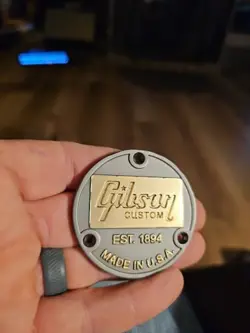 Gibson
CUSTOM
EST. 1894
MADE IN U.S.A.